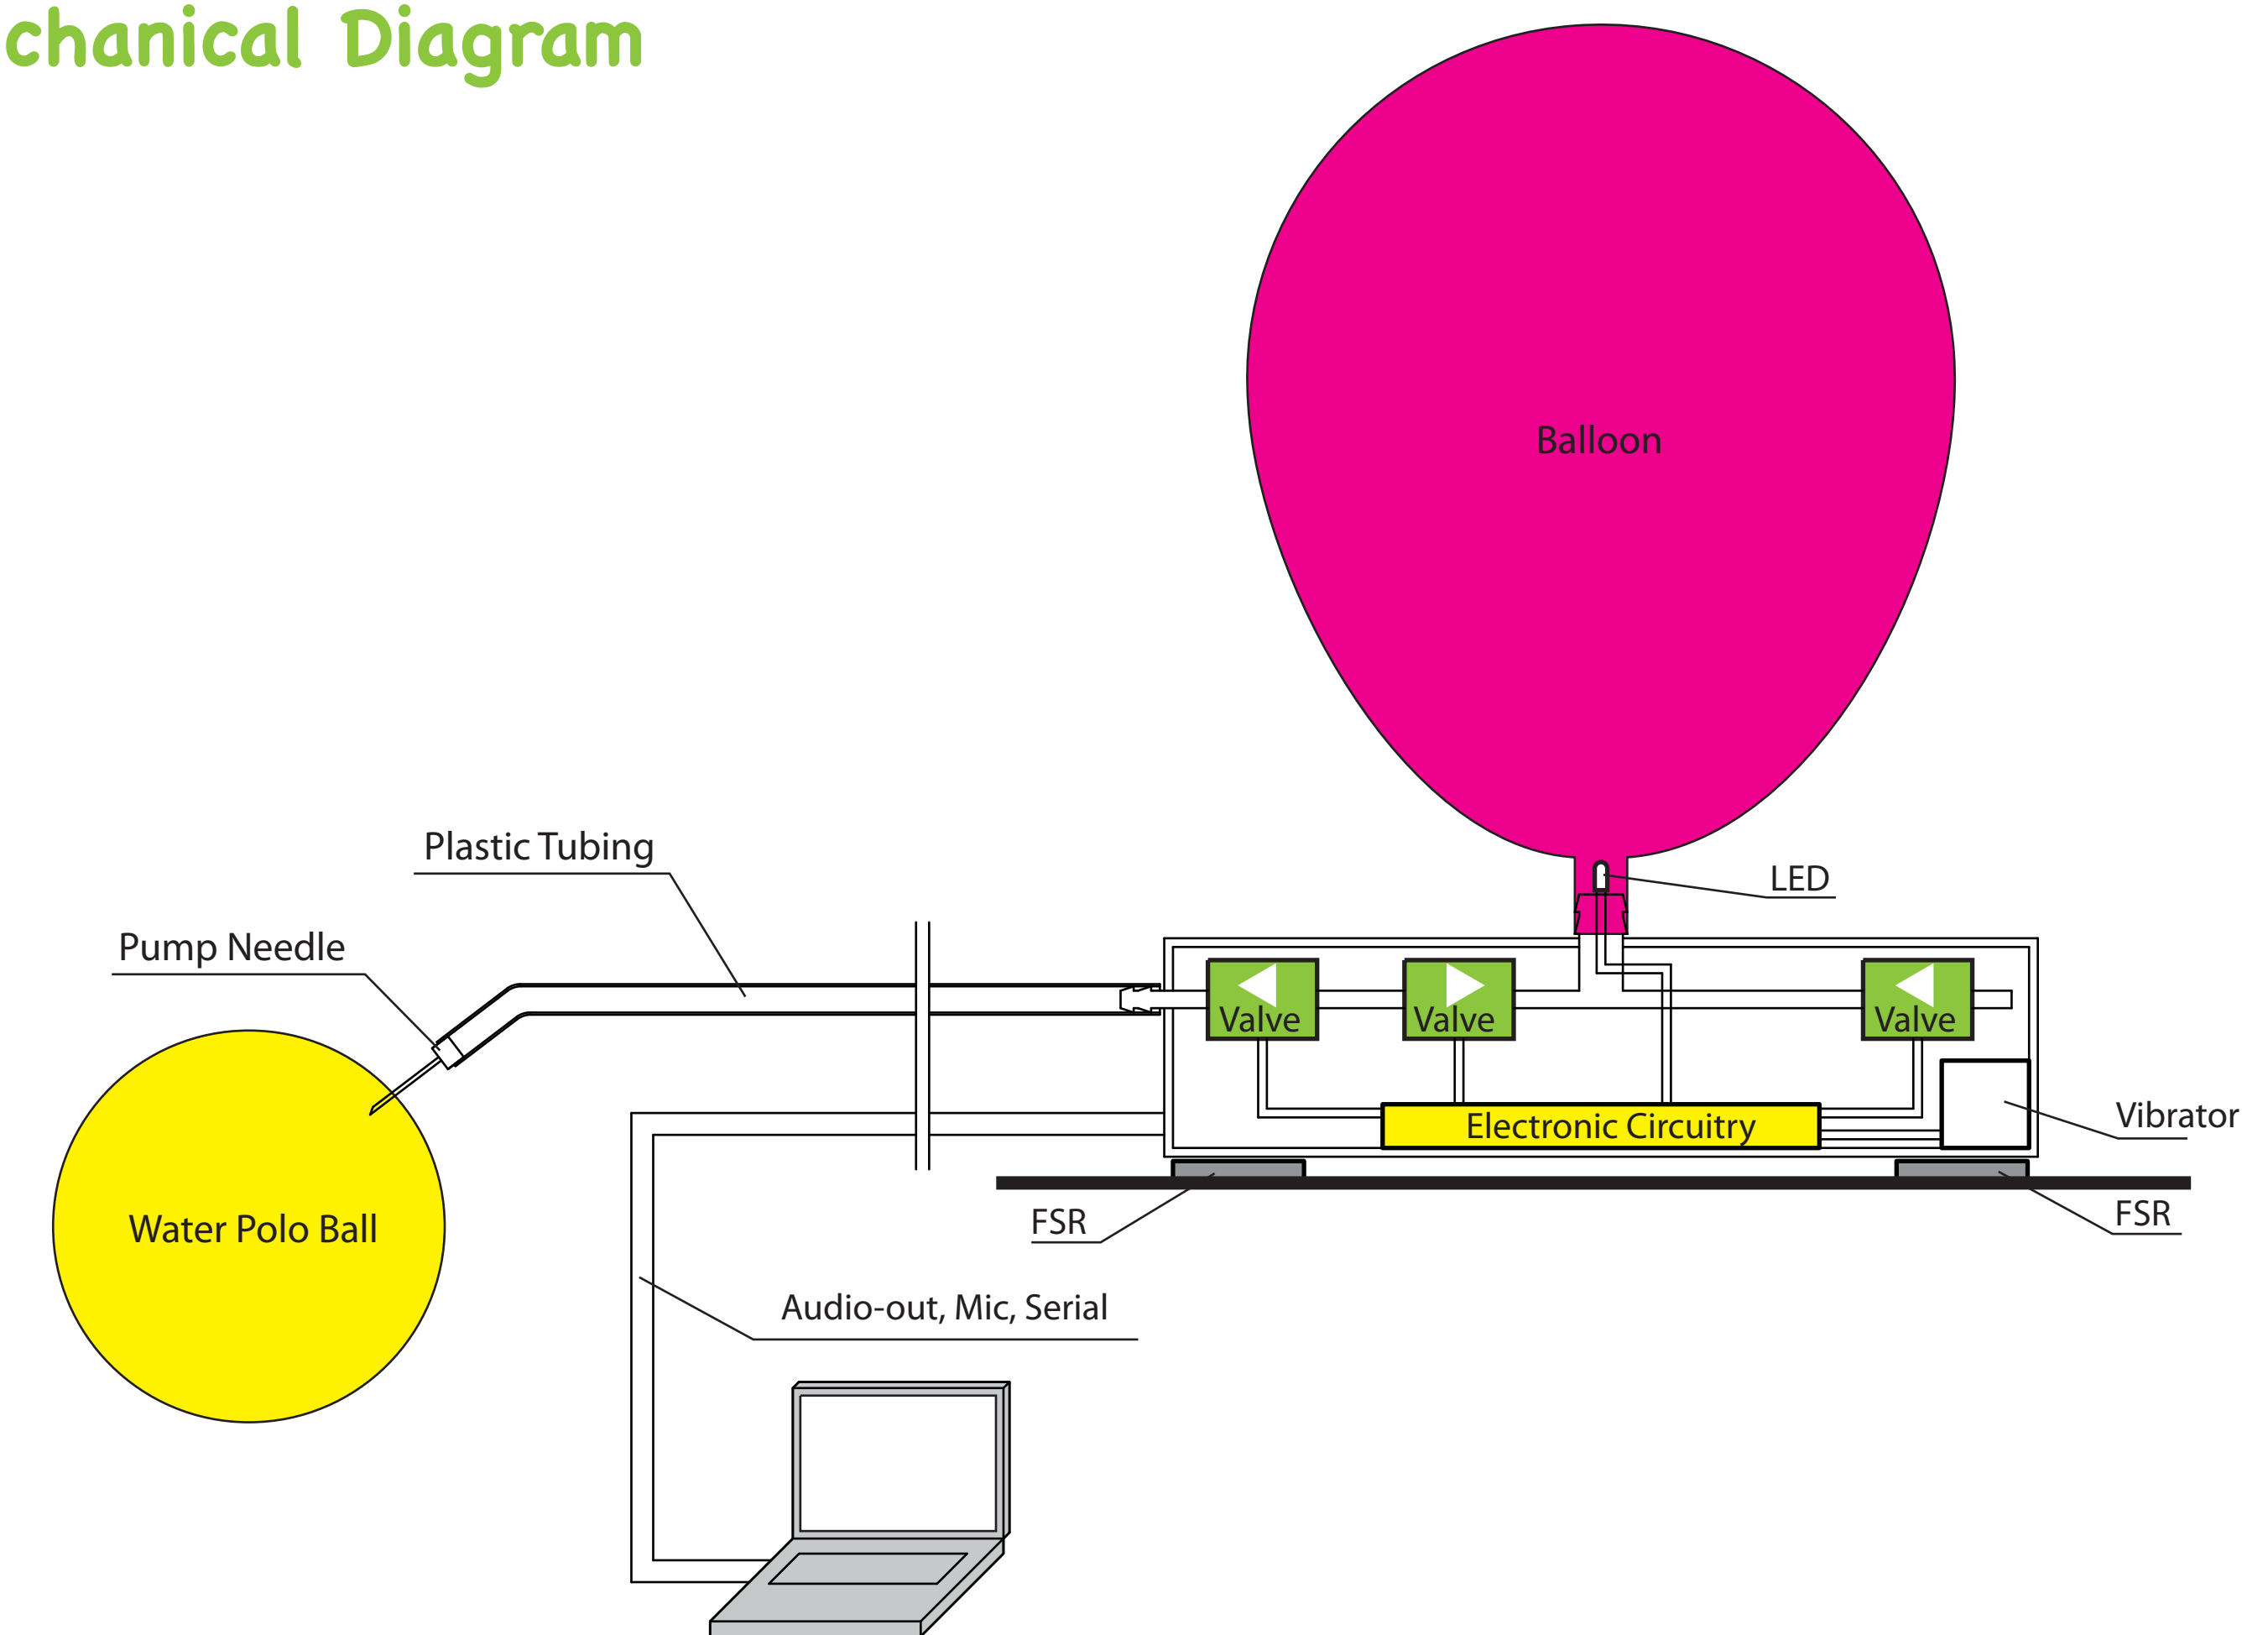 chanical Diagram
Balloon
Plastic Tubing
LED
Pump Needle
Valve
Valve
Valve
Electronic Circuitry
Vibrator
Water Polo Ball
FSR
FSR
Audio-out, Mic, Serial